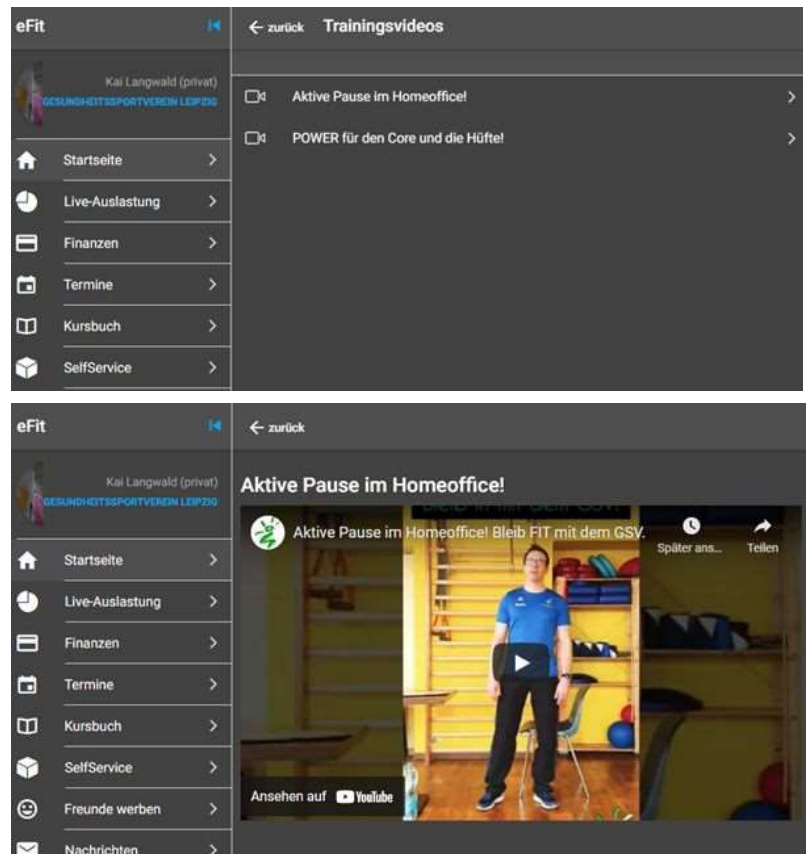 eFit
← zurück Trainingsvideos
Kai Langwald (privat)
GESUNDHEITSSPORTVEREIN LEIPZIG
Aktive Pause im Homeoffice!
POWER für den Core und die Hüfte!
Startseite
Live-Auslastung
Finanzen
Termine
Kursbuch
SelfService
eFit
← zurück
Kai Langwald (privat)
GESUNDHEITSSPORTVEREIN LEIPZIG
Aktive Pause im Homeoffice!
Aktive Pause im Homeoffice! Bleib FIT mit dem GSV.
Später ans...
Teilen
Startseite
Live-Auslastung
Finanzen
Termine
Kursbuch
SelfService
Freunde werben
Nachrichten
Ansehen auf YouTube